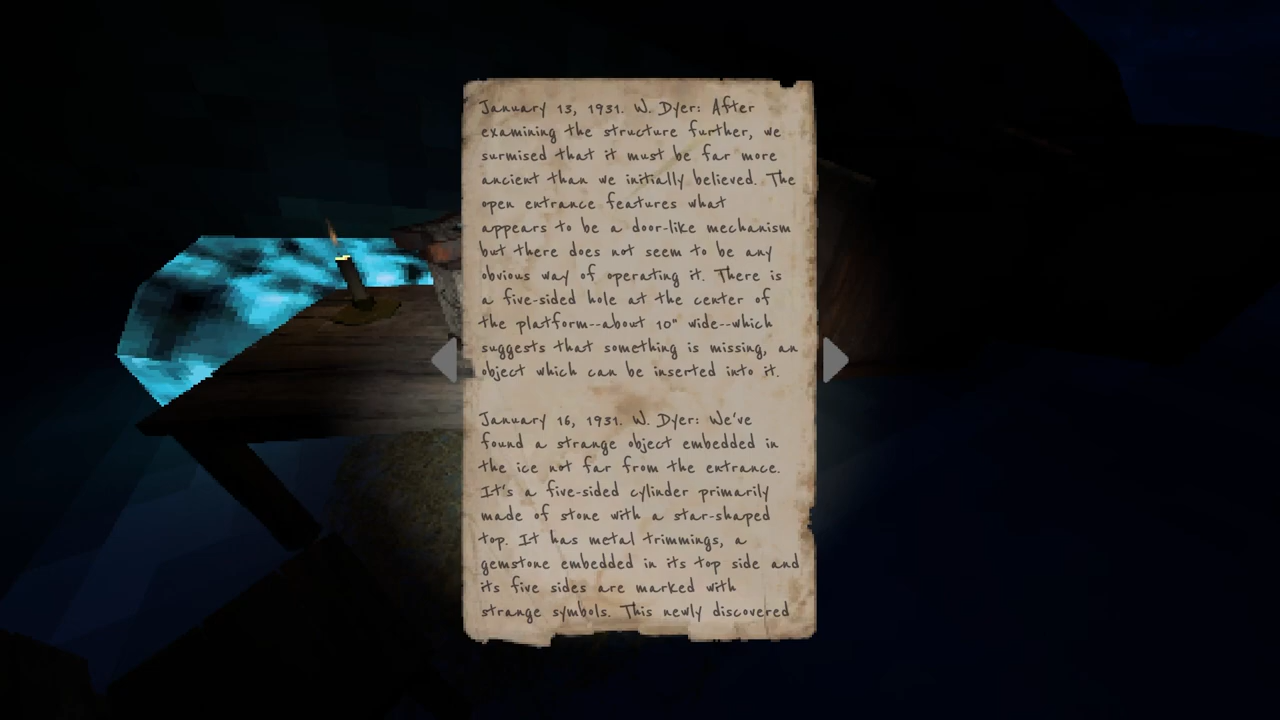 January 13, 1931. W. Dyer: After
examining the structure further, we
surmised that it must be far more
ancient than we initially believed. The
open entrance features what
appears to be a door-like mechanism
but there does not seem to be any
obvious way of operating it. There is
a five-sided hole at the center of
the platform--about 10" wide--which
suggests that something is missing, an
object which can be inserted into it.
January 16, 1931. W. Dyer: We've
found a strange object embedded in
the ice not far from the entrance.
It's a five-sided cylinder primarily
made of stone with a star-shaped
top. It has metal trimmings, a
gemstone embedded in its top side and
its five sides are marked with
strange symbols. This newly discovered